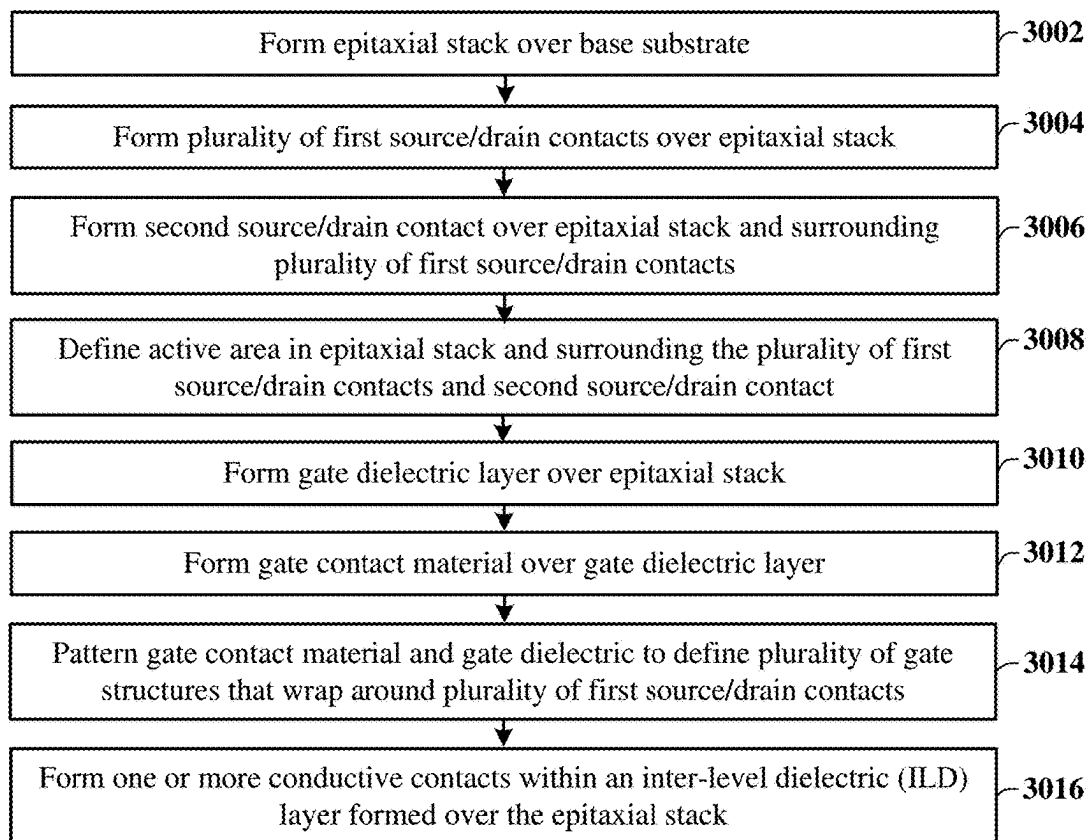 Form epitaxial stack over base substrate
3002
Form plurality of first source/drain contacts over epitaxial stack
3004
Form second source/drain contact over epitaxial stack and surrounding
plurality of first source/drain contacts
3006
Define active area in epitaxial stack and surrounding the plurality of first
source/drain contacts and second source/drain contact
3008
Form gate dielectric layer over epitaxial stack
3010
Form gate contact material over gate dielectric layer
3012
Pattern gate contact material and gate dielectric to define plurality of gate
structures that wrap around plurality of first source/drain contacts
3014
Form one or more conductive contacts within an inter-level dielectric (ILD)
layer formed over the epitaxial stack
3016